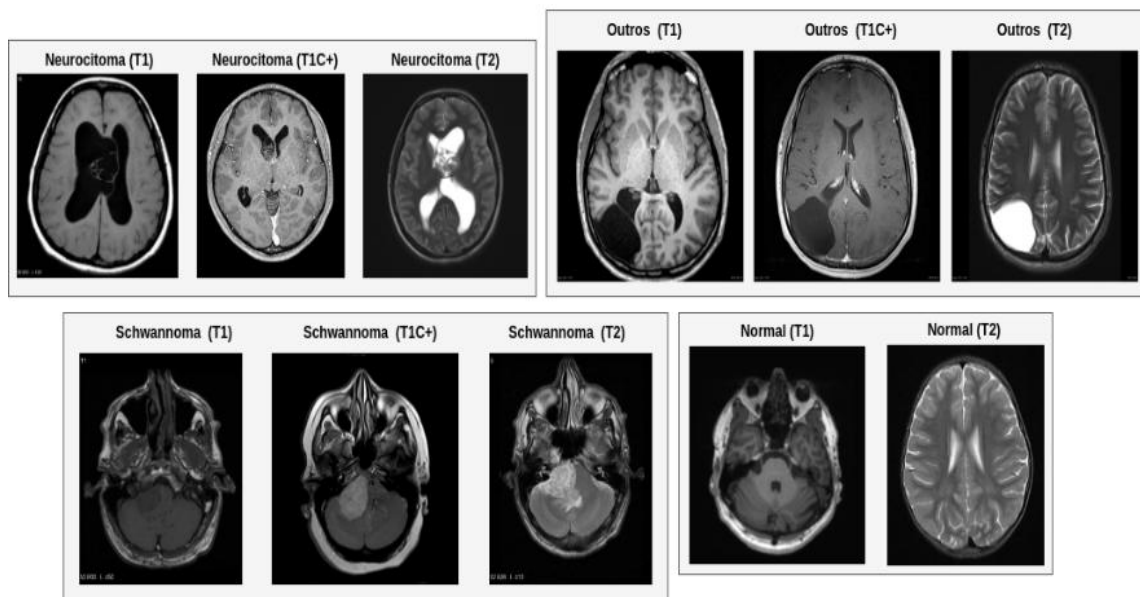 Neurocitoma (T1)
Neurocitoma (T1C+)
Neurocitoma (T2)
Outros (T1)
Outros (T1C+)
Outros (T2)
Schwannoma (T1)
Schwannoma (T1C+)
Schwannoma (T2)
Normal (T1)
Normal (T2)